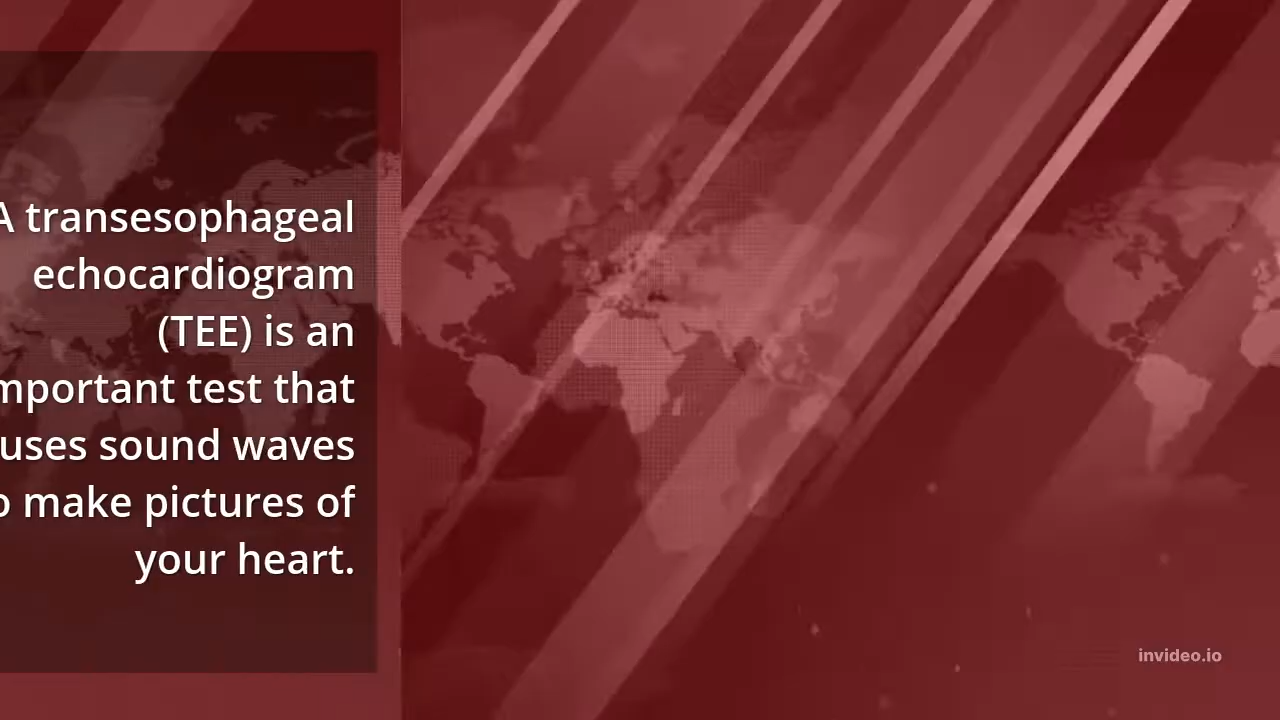 A transesophageal
echocardiogram
(TEE) is an
mportant test that
uses sound waves
o make pictures of
your heart.
invideo.io